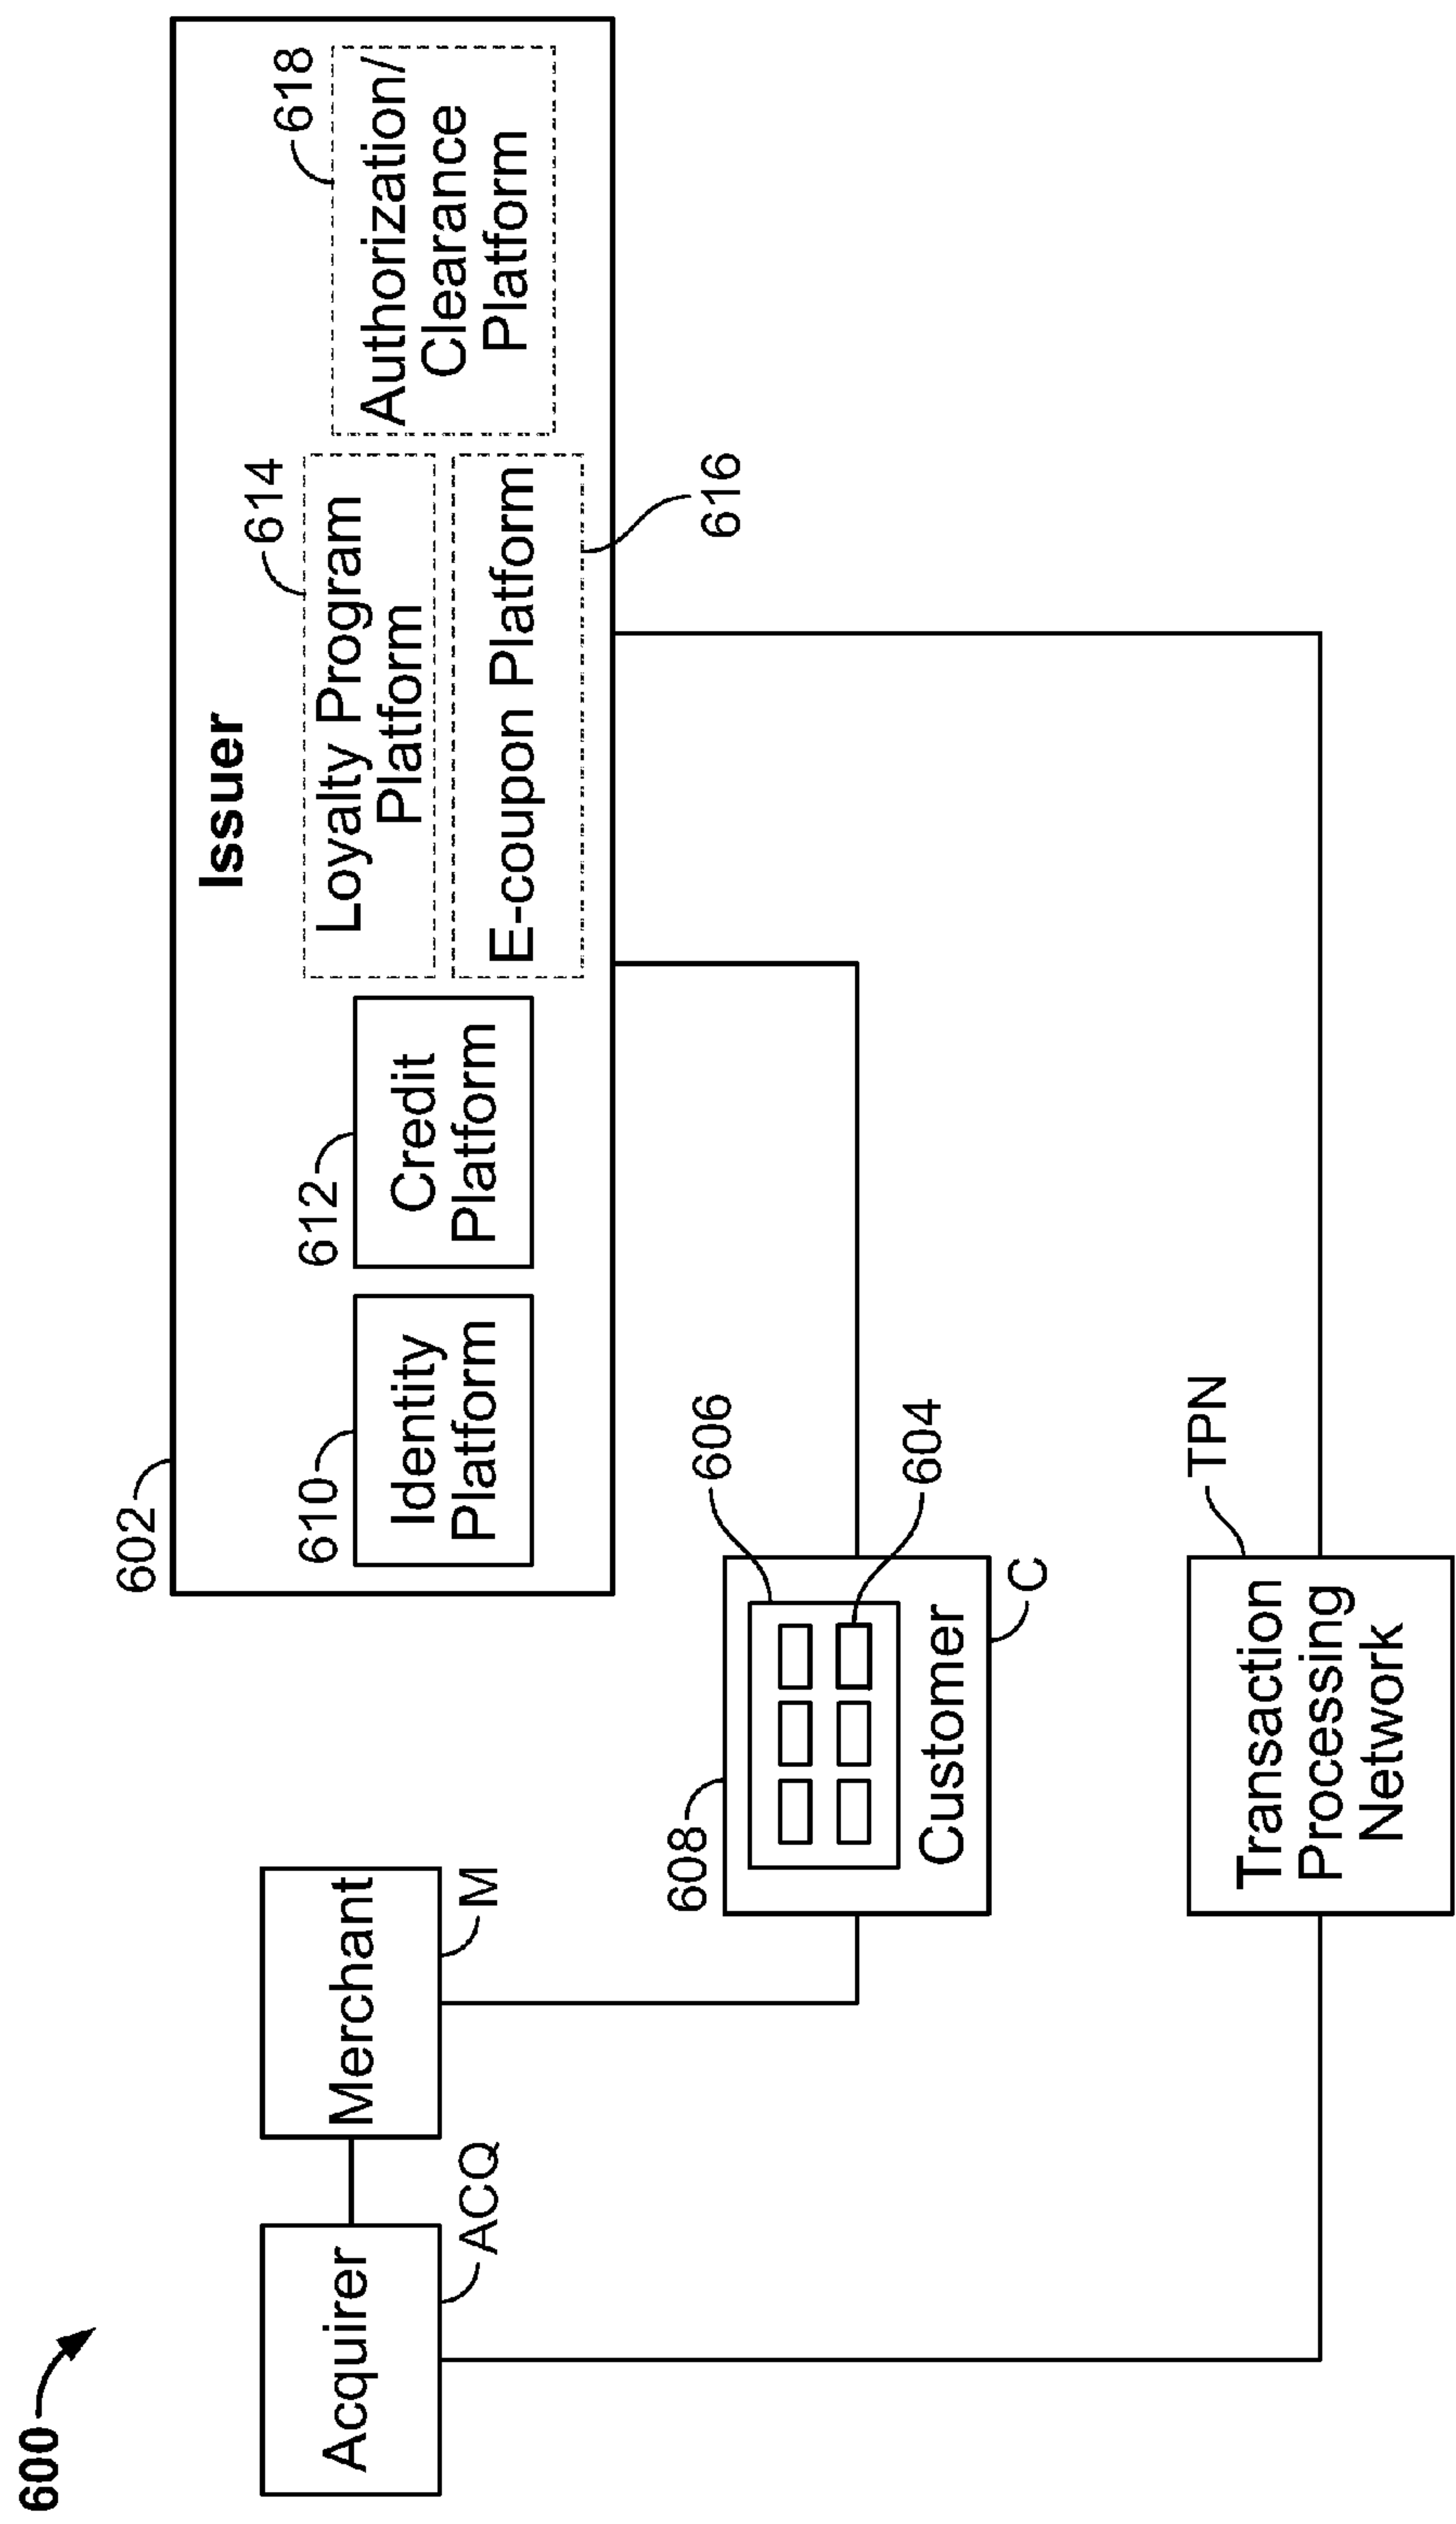 600
602
Issuer
610
Identity
Platform
612
Credit
Platform
614
Loyalty Program
Platform
E-coupon Platform
616
618
Authorization/
Clearance
Platform
Acquirer
ACQ
Merchant
M
608
606
604
Customer
C
TPN
Transaction
Processing
Network